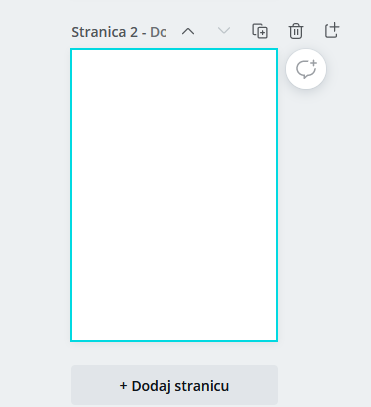 Stranica 2 - Dc
+ Dodaj stranicu